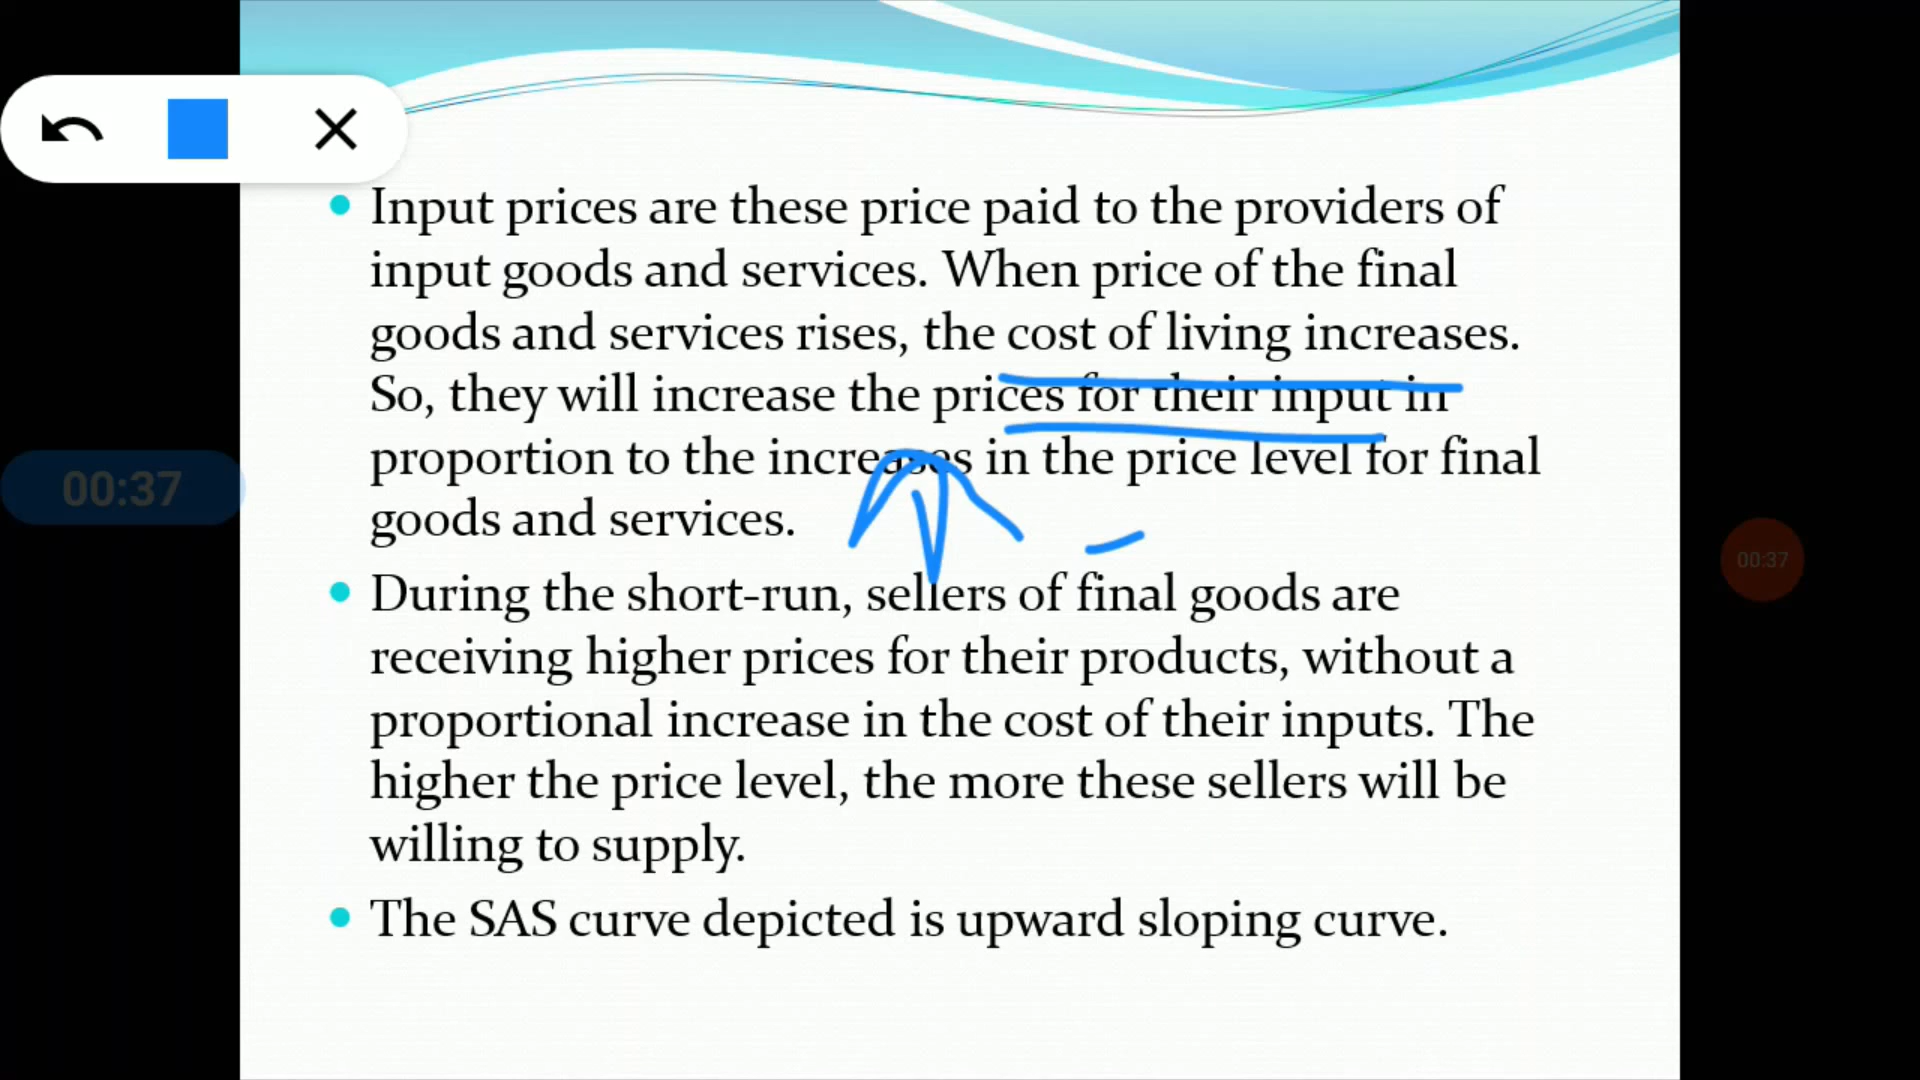 Input prices are these price paid to the providers of
input goods and services. When price of the final
goods and services rises, the cost of living increases.
So, they will increase the prices for their input in
proportion to the increases in the price level for final
goods and services.
00:37
00:37
During the short-run, sellers of final goods are
receiving higher prices for their products, without a
proportional increase in the cost of their inputs. The
higher the price level, the more these sellers will be
willing to supply.
The SAS curve depicted is upward sloping curve.